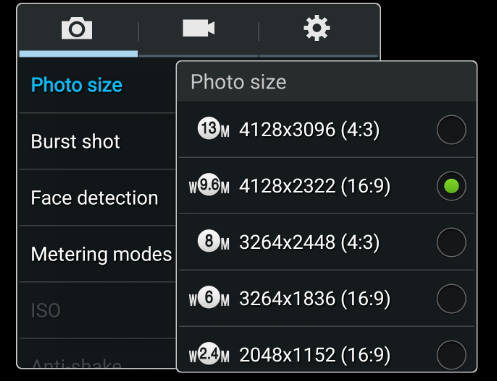 Photo size
Burst shot
Face detection
Metering modes
ISO
Anti-shake
Photo size
13M 4128x3096 (4:3)
W9.6M 4128x2322 (16:9)
8M 3264x2448 (4:3)
W6M 3264x1836 (16:9)
W2.4M 2048x1152 (16:9)